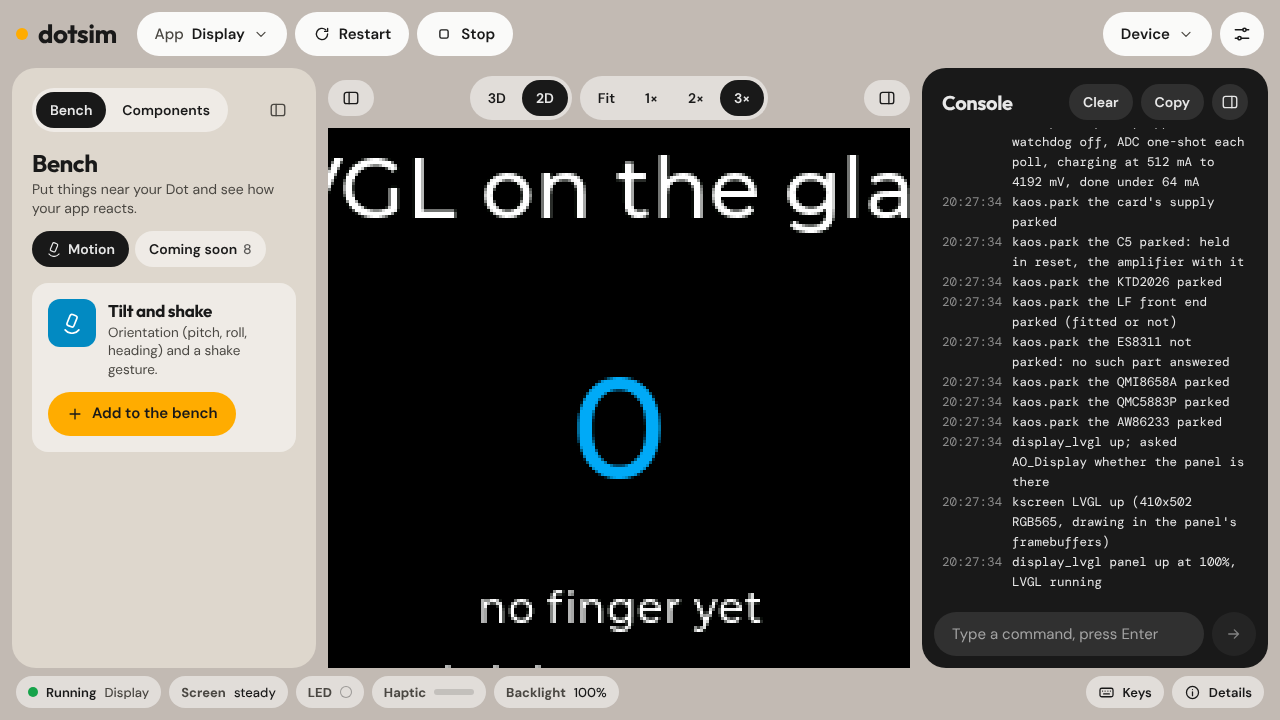 dotsim
App Display
Restart
Stop
Device
Bench
Components
Bench
Put things near your Dot and see how
your app reacts.
Motion
Coming soon 8
Tilt and shake
Orientation (pitch, roll,
heading) and a shake
gesture.
Add to the bench
3D
2D
Fit
1×
2×
3×
VGL on the gla
0
no finger yet
Console
Clear
Copy
watchdog off, ADC one-shot each
poll, charging at 512 mA to
4192 mV, done under 64 mA
20:27:34 kaos.park the card's supply
parked
20:27:34 kaos.park the C5 parked: held
in reset, the amplifier with it
20:27:34 kaos.park the KTD2026 parked
20:27:34 kaos.park the LF front end
parked (fitted or not)
20:27:34 kaos.park the ES8311 not
parked: no such part answered
20:27:34 kaos.park the QMI8658A parked
20:27:34 kaos.park the QMC5883P parked
20:27:34 kaos.park the AW86233 parked
20:27:34 display_lvgl up; asked
AO_Display whether the panel is
there
20:27:34 kscreen LVGL up (410x502
RGB565, drawing in the panel's
framebuffers)
20:27:34 display_lvgl panel up at 100%,
LVGL running
Type a command, press Enter
Running Display
Screen steady
LED
Haptic
Backlight 100%
Keys
Details